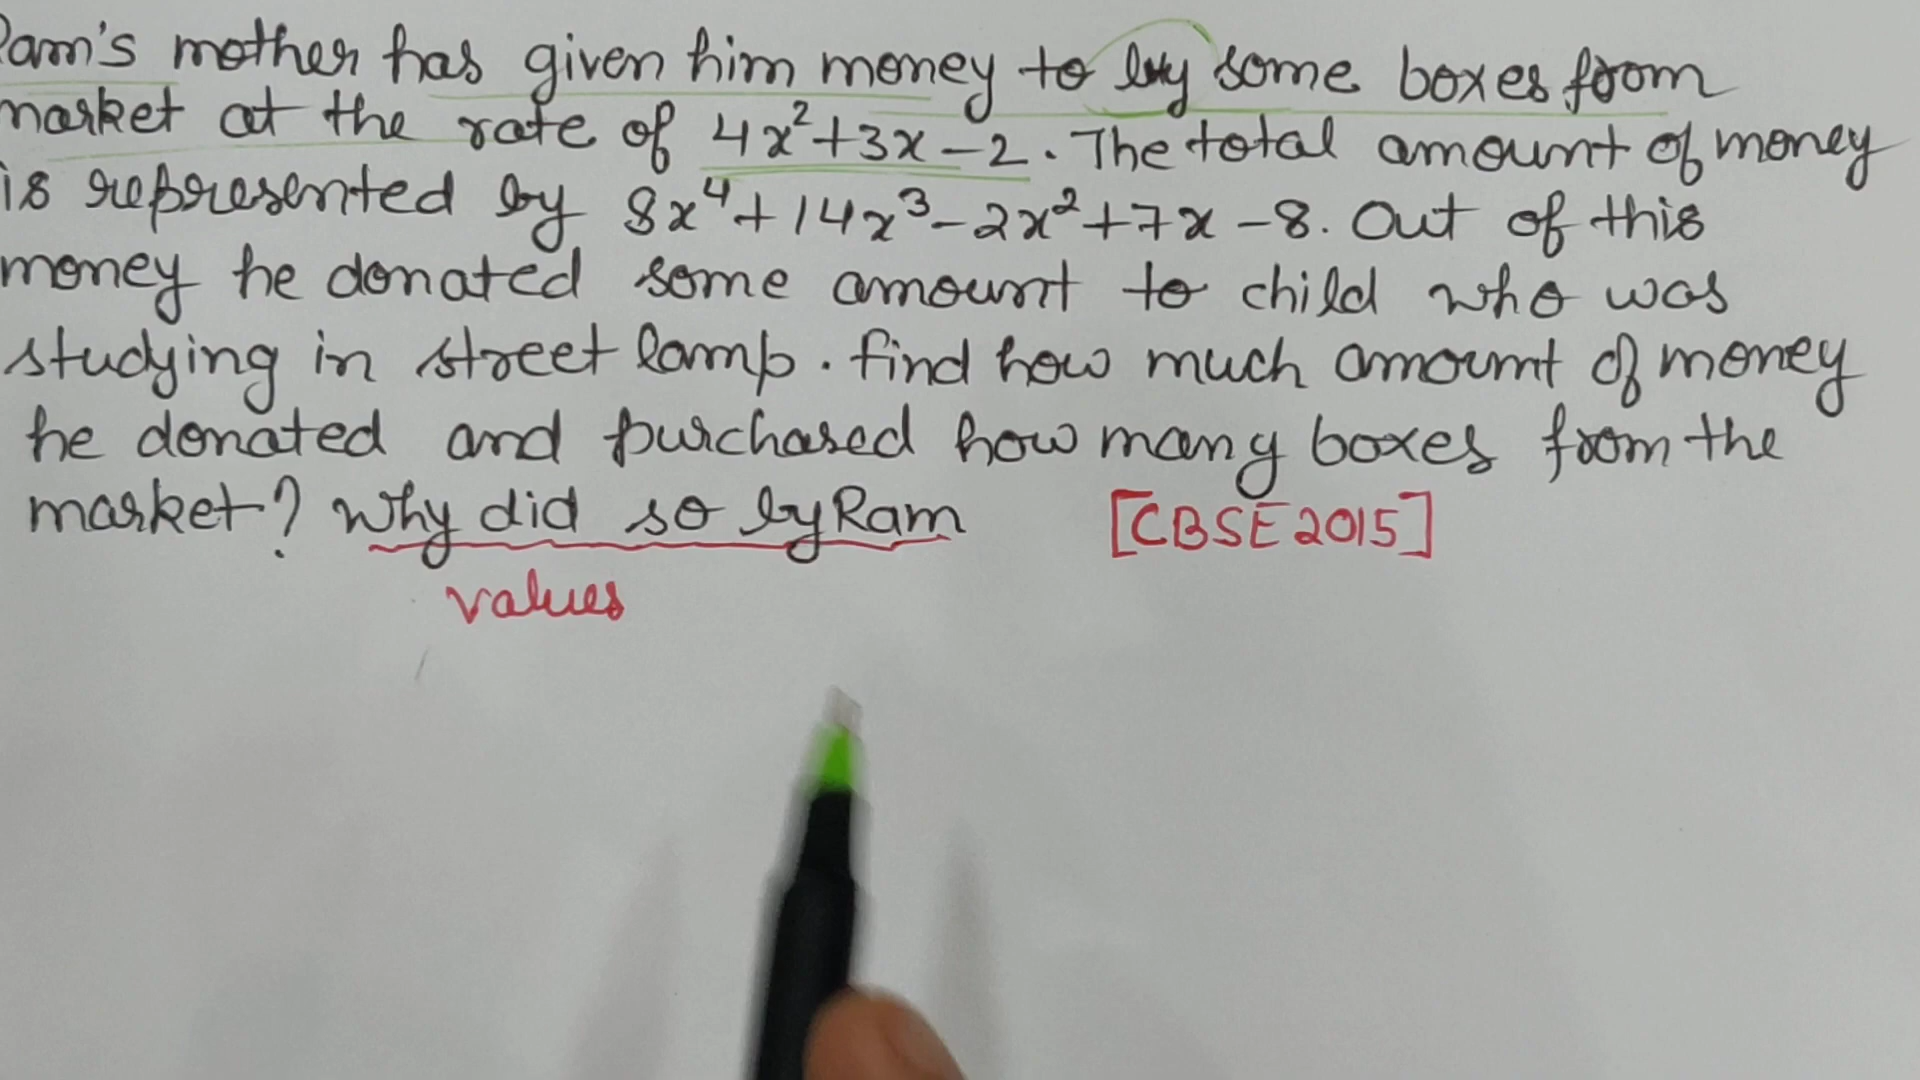 Ram's mother has given him money to buy some boxes from
market at the rate of 4x²+3x-2. The total amount of money
is represented by 8x⁴+14x³-2x²+7x-8. Out of this
money he donated some amount to child who was
studying in street lamp. find how much amount of money
he donated and purchased how many boxes from the
market? Why did so by Ram [CBSE 2015]
values